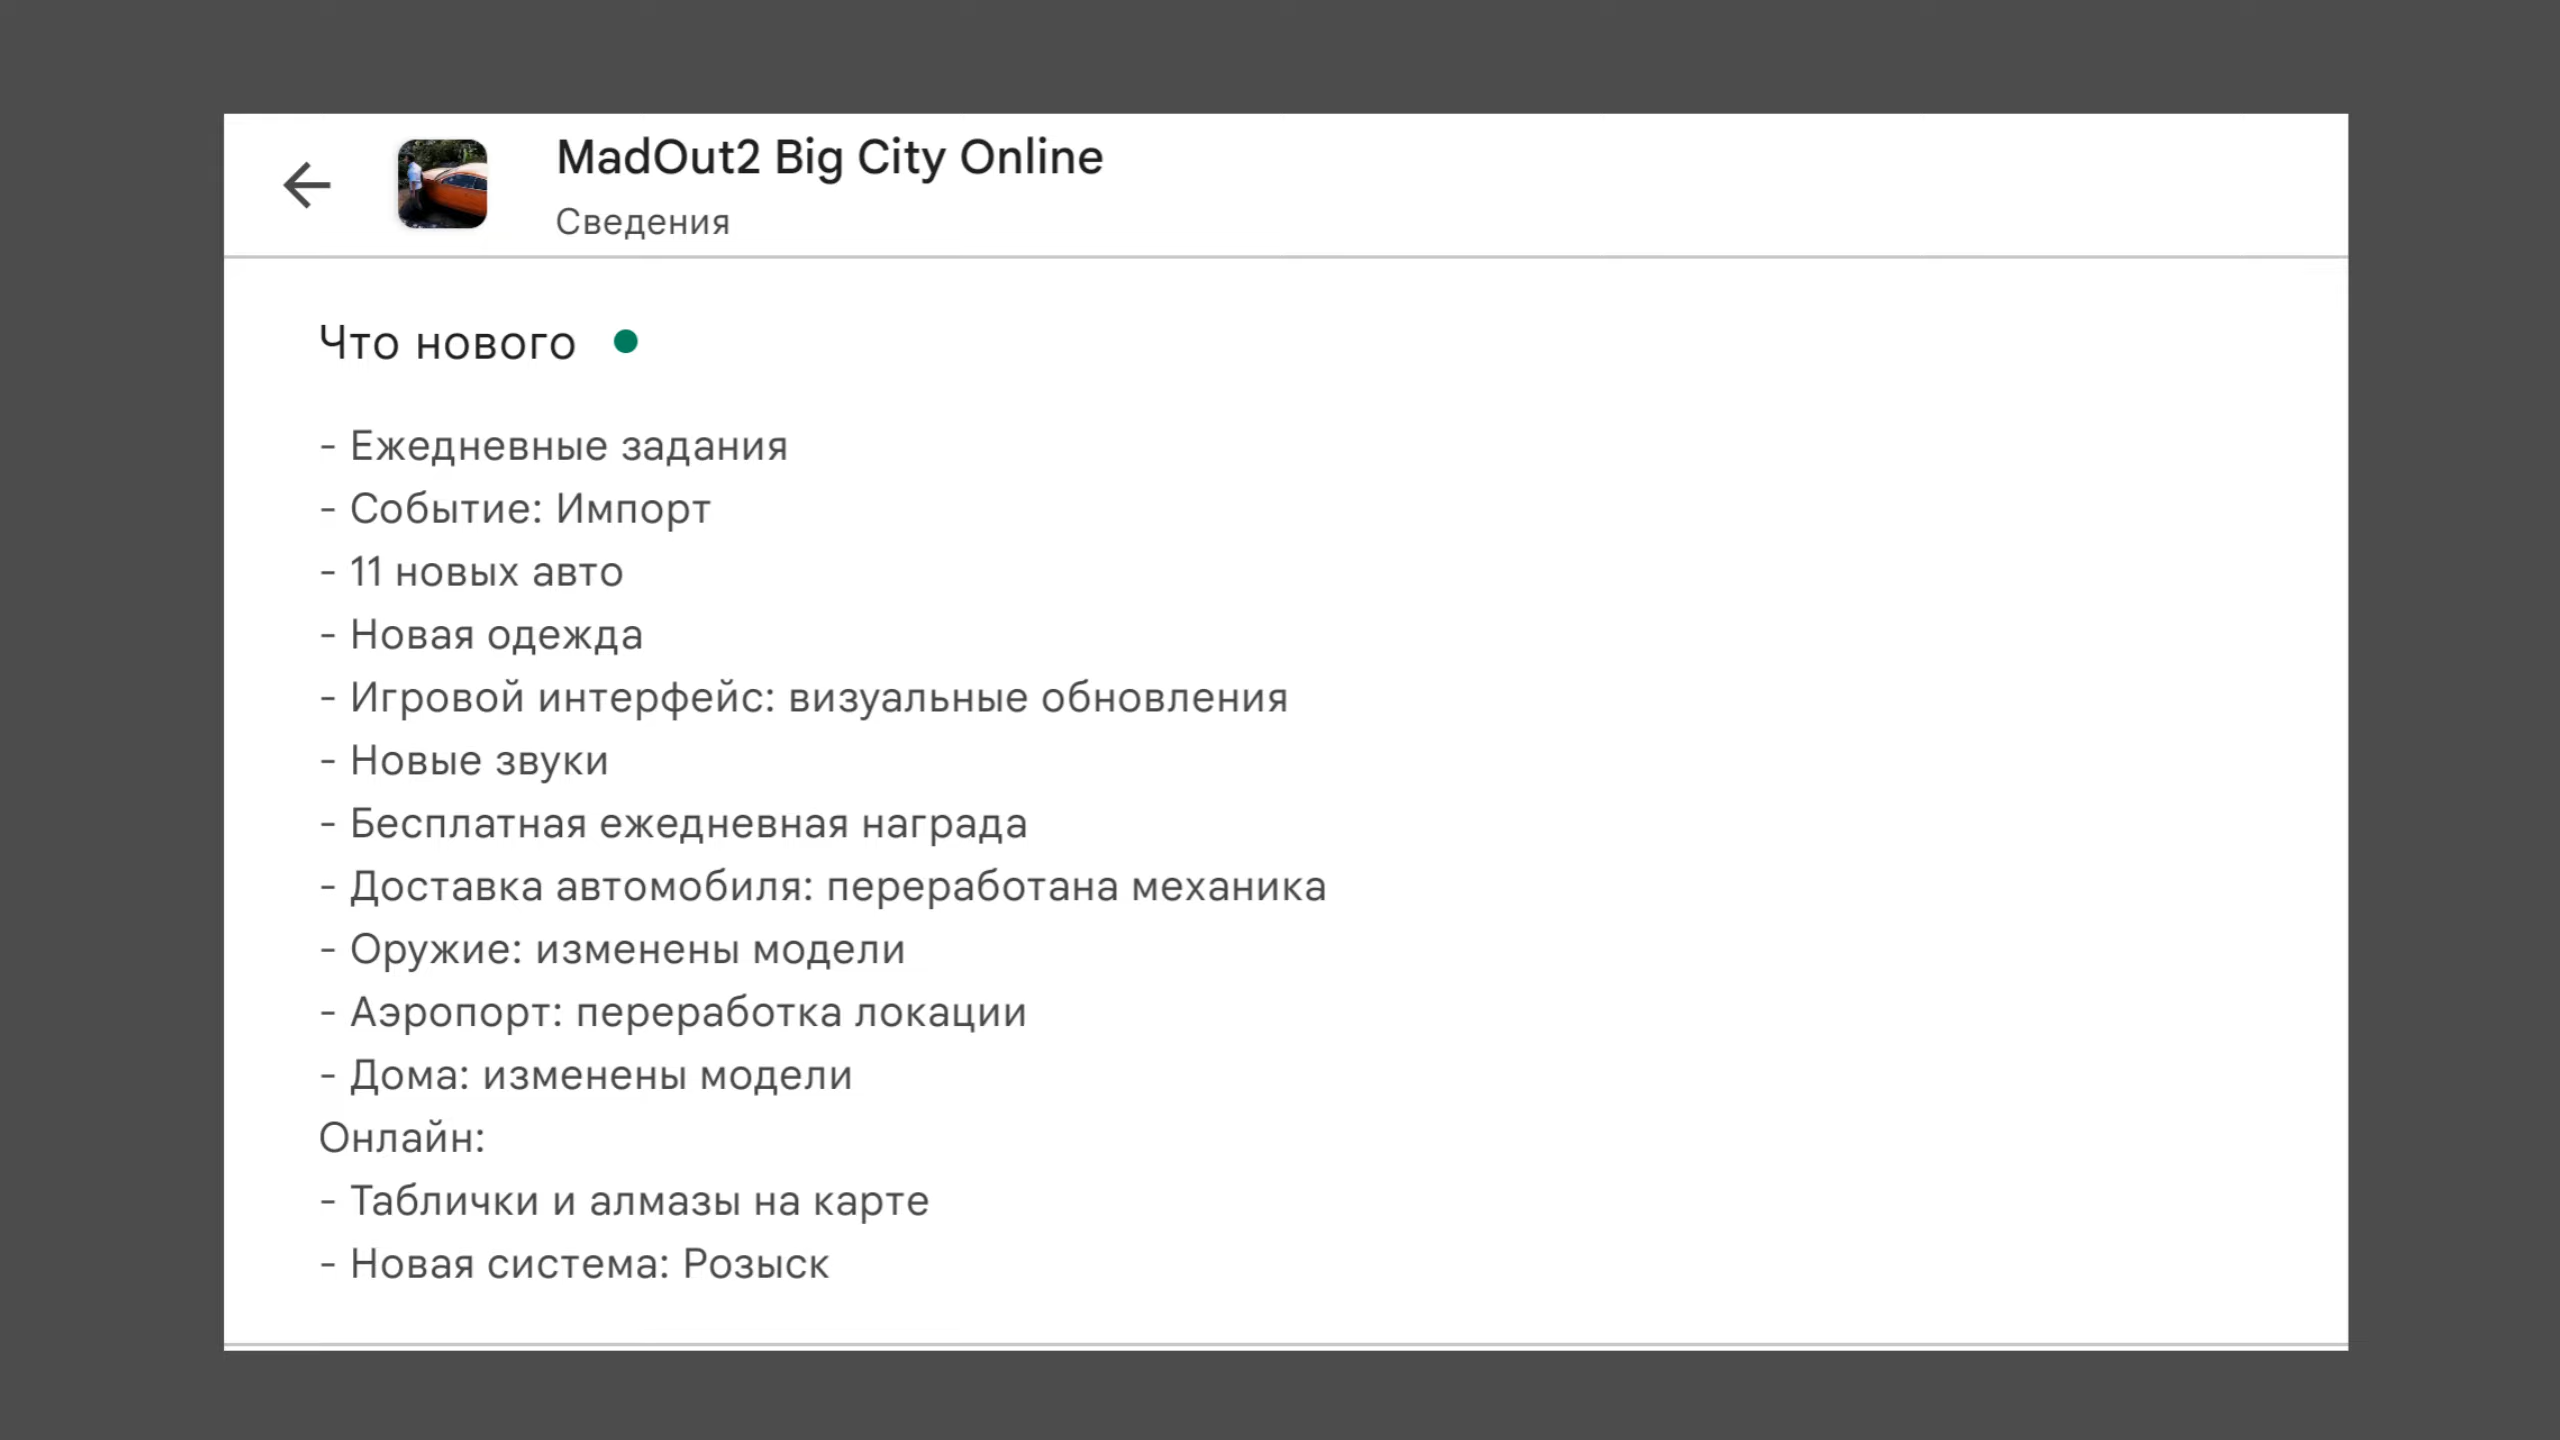 MadOut2 Big City Online
Сведения
Что нового
- Ежедневные задания
- Событие: Импорт
- 11 новых авто
- Новая одежда
- Игровой интерфейс: визуальные обновления
- Новые звуки
- Бесплатная ежедневная награда
- Доставка автомобиля: переработана механика
- Оружие: изменены модели
- Аэропорт: переработка локации
- Дома: изменены модели
Онлайн:
- Таблички и алмазы на карте
- Новая система: Розыск